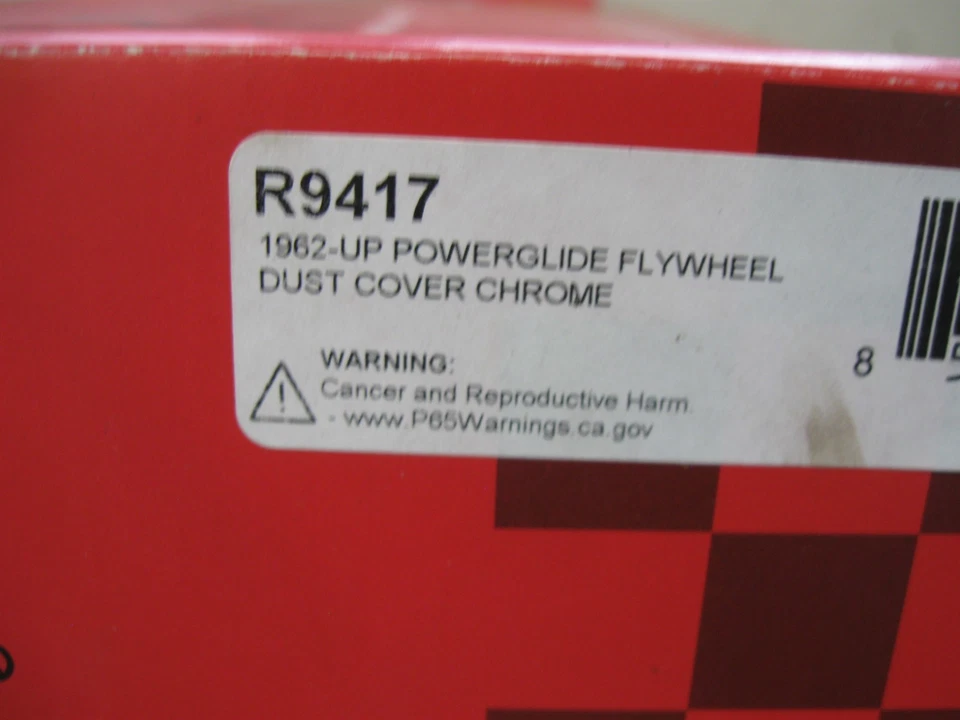 R9417
1962-UP POWERGLIDE FLYWHEEL
DUST COVER CHROME
WARNING:
Cancer and Reproductive Harm.
- www.P65Warnings.ca.gov
8